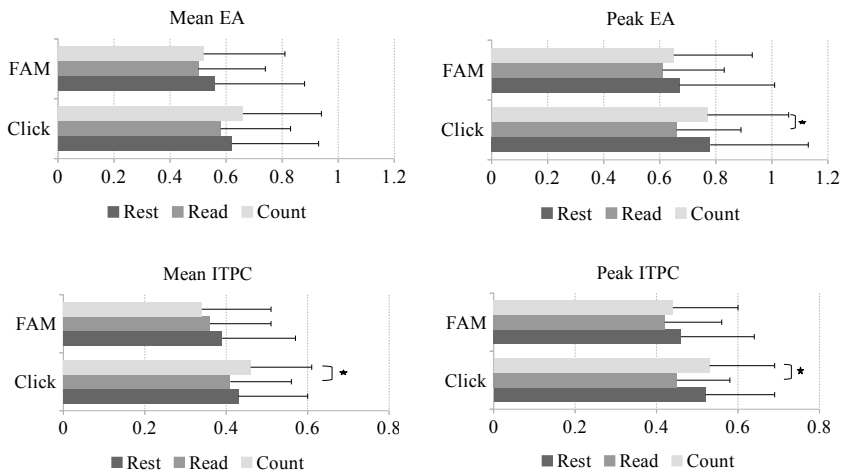 Mean EA
FAM
Click
0 0.2 0.4 0.6 0.8 1 1.2
Rest Read Count
Peak EA
FAM
Click
*
0 0.2 0.4 0.6 0.8 1 1.2
Rest Read Count
Mean ITPC
FAM
Click
*
0 0.2 0.4 0.6 0.8
Rest Read Count
Peak ITPC
FAM
Click
*
0 0.2 0.4 0.6 0.8
Rest Read Count